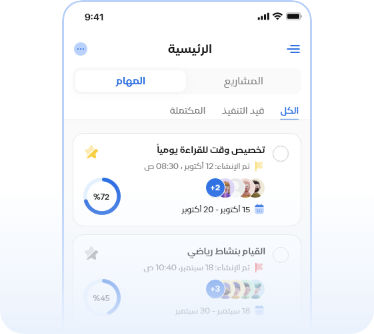 9:41
الرئيسية
المشاريع
المهام
الكل
قيد التنفيذ
المكتملة
تخصيص وقت للقراءة يومياً
تم الإنشاء: 12 أكتوبر ، 08:30 ص
+2
%72
15 أكتوبر - 20 أكتوبر
القيام بنشاط رياضي
تم الإنشاء: 18 سبتمبر، 10:40 ص
+3
%45
18 سبتمبر - 30 سبتمبر